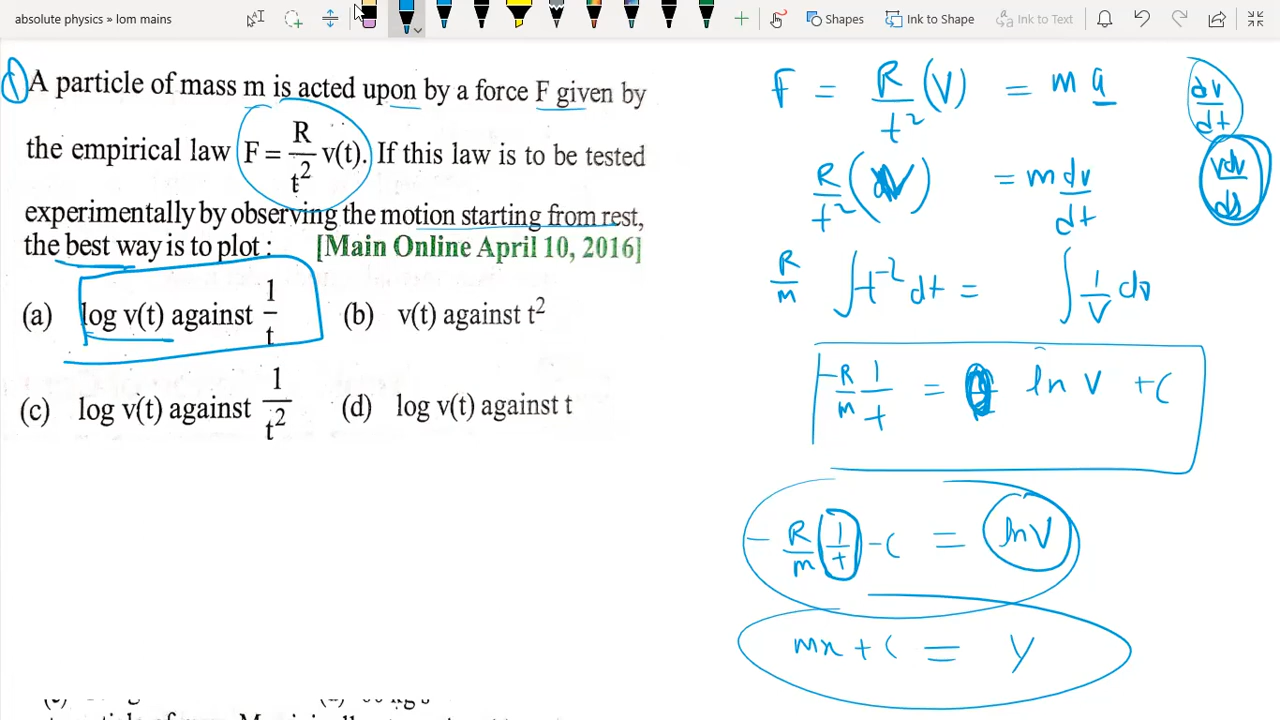 absolute physics » lom mains
Shapes
Ink to Shape
Ink to Text
(1) A particle of mass m is acted upon by a force F given by
the empirical law F = R/t² v(t). If this law is to be tested
experimentally by observing the motion starting from rest,
the best way is to plot : [Main Online April 10, 2016]
(a) log v(t) against 1/t (b) v(t) against t²
(c) log v(t) against 1/t² (d) log v(t) against t
F = R/t² (V) = m a
dv/dt
R/t² (V) = m dv/dt
vdv/ds
R/m ∫ t⁻² dt = ∫ 1/V dv
-R/m 1/t = ln V + C
- R/m (1/t) - C = ln V
mx + C = y